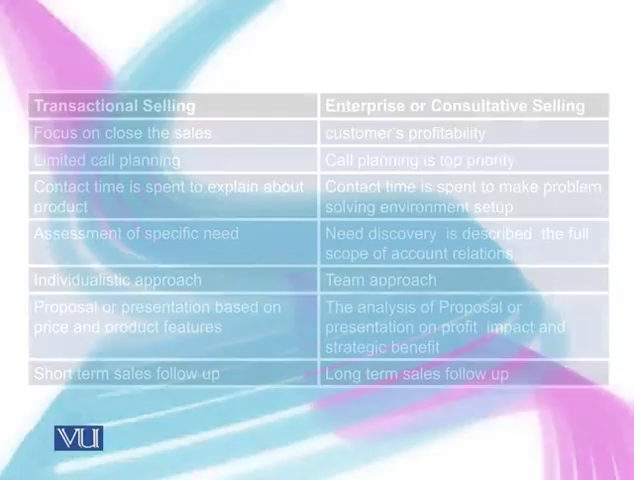 Transactional Selling
Enterprise or Consultative Selling
Focus on close the sales
customer's profitability
Limited call planning
Call planning is top priority
Contact time is spent to explain about
product
Contact time is spent to make problem
solving environment setup
Assessment of specific need
Need discovery is described the full
scope of account relations
Individualistic approach
Team approach
Proposal or presentation based on
price and product features
The analysis of Proposal or
presentation on profit impact and
strategic benefit
Short term sales follow up
Long term sales follow up
VU